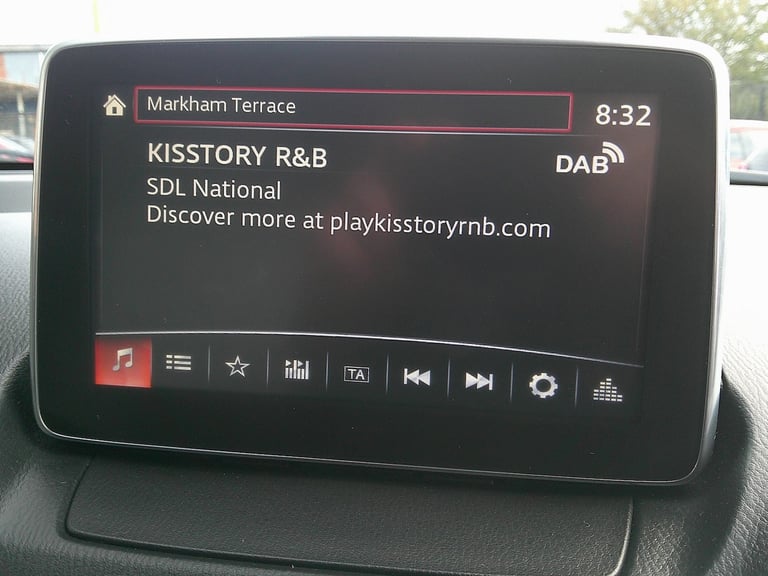 Markham Terrace
8:32
KISSTORY R&B
DAB
SDL National
Discover more at playkisstoryrnb.com
TA